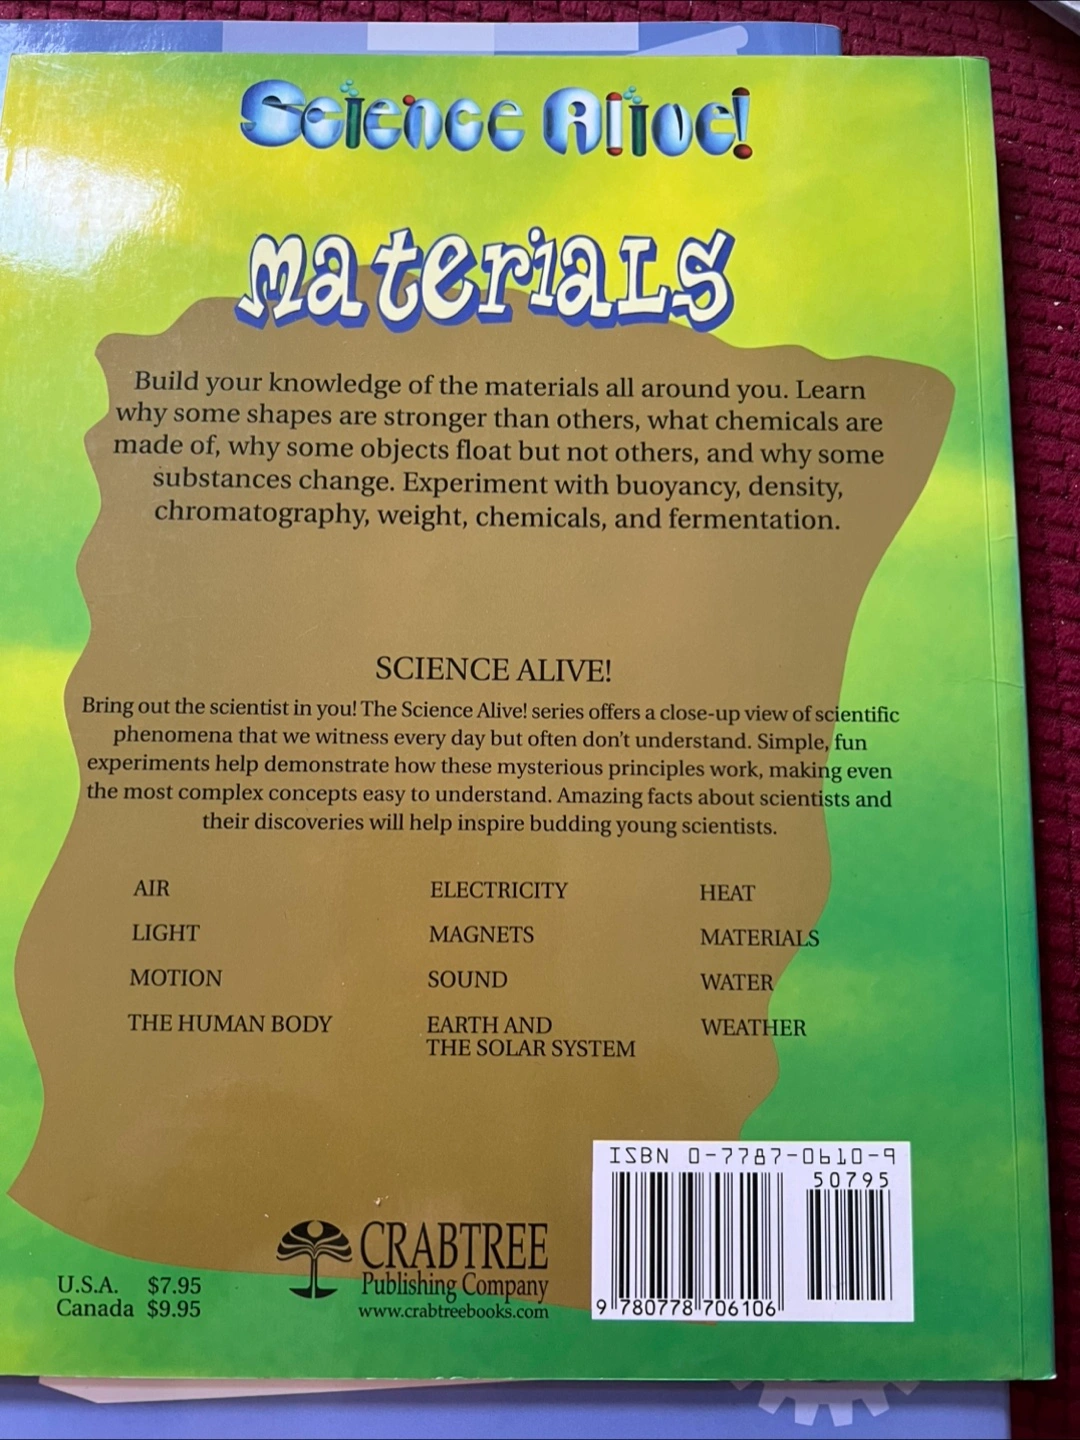 Science Alive!
Materials
Build your knowledge of the materials all around you. Learn
why some shapes are stronger than others, what chemicals are
made of, why some objects float but not others, and why some
substances change. Experiment with buoyancy, density,
chromatography, weight, chemicals, and fermentation.
SCIENCE ALIVE!
Bring out the scientist in you! The Science Alive! series offers a close-up view of scientific
phenomena that we witness every day but often don't understand. Simple, fun
experiments help demonstrate how these mysterious principles work, making even
the most complex concepts easy to understand. Amazing facts about scientists and
their discoveries will help inspire budding young scientists.
AIR ELECTRICITY HEAT
LIGHT MAGNETS MATERIALS
MOTION SOUND WATER
THE HUMAN BODY EARTH AND WEATHER
THE SOLAR SYSTEM
ISBN 0-7787-0610-9
50795
9 780778 706106
CRABTREE
Publishing Company
www.crabtreebooks.com
U.S.A. $7.95
Canada $9.95